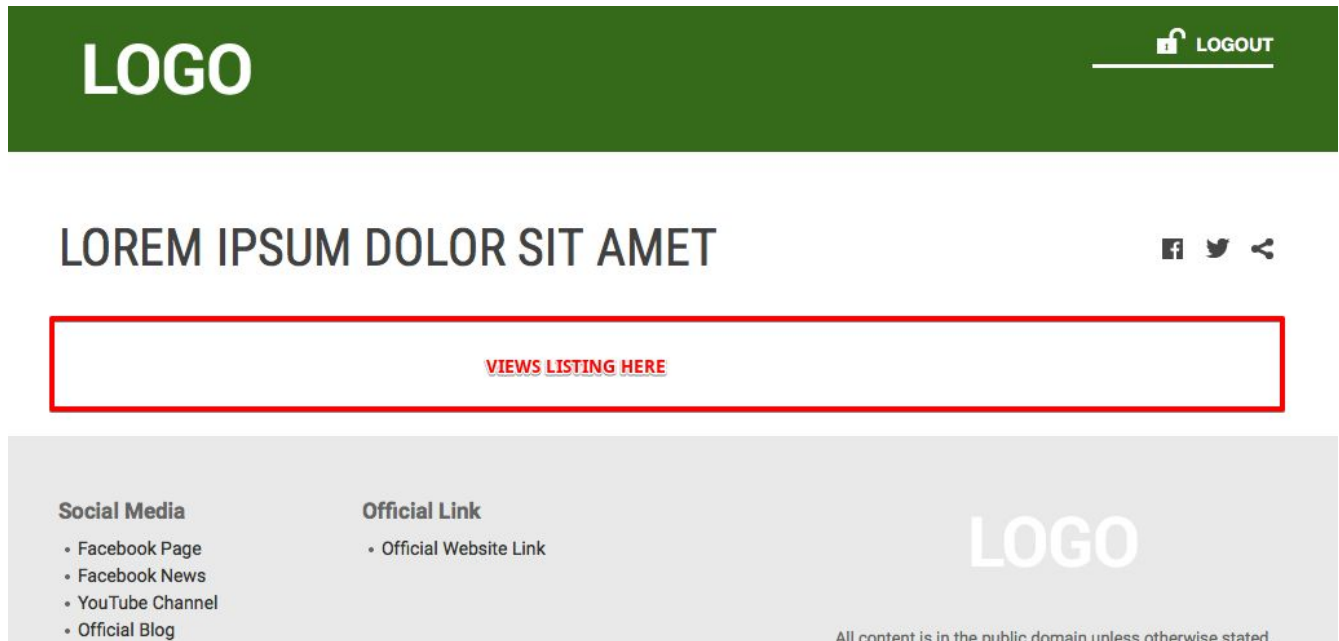 LOGO
LOGOUT
LOREM IPSUM DOLOR SIT AMET
VIEWS LISTING HERE
Social Media
• Facebook Page
• Facebook News
• YouTube Channel
• Official Blog
Official Link
• Official Website Link
LOGO
All content is in the public domain unless otherwise stated.